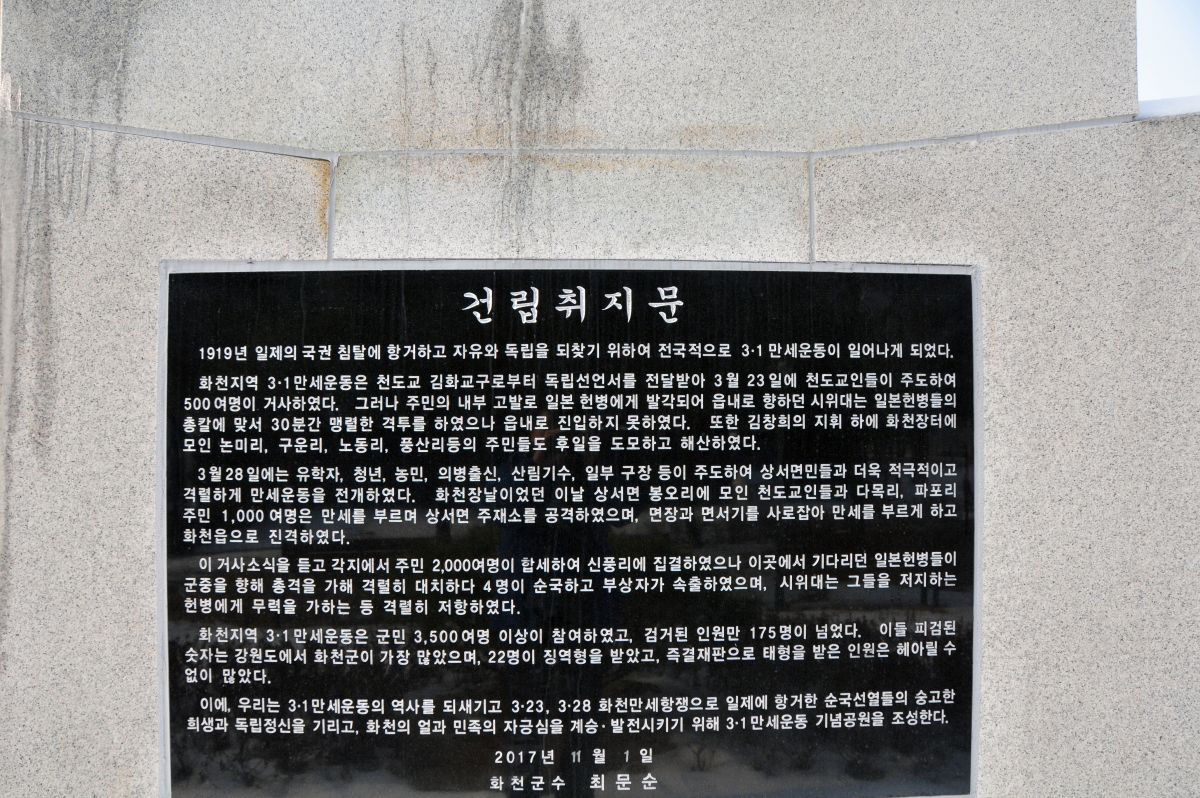 건립취지문
1919년 일제의 국권 침탈에 항거하고 자유와 독립을 되찾기 위하여 전국적으로 3·1만세운동이 일어나게 되었다.
화천지역 3·1만세운동은 천도교 김화교구로부터 독립선언서를 전달받아 3월 23일에 천도교인들이 주도하여
500여명이 거사하였다. 그러나 주민의 내부 고발로 일본 헌병에게 발각되어 읍내로 향하던 시위대는 일본헌병들의
총칼에 맞서 30분간 맹렬한 격투를 하였으나 읍내로 진입하지 못하였다. 또한 김창희의 지휘 하에 화천장터에
모인 논미리, 구운리, 노동리, 풍산리등의 주민들도 후일을 도모하고 해산하였다.
3월28일에는 유학자, 청년, 농민, 의병출신, 산림기수, 일부 구장 등이 주도하여 상서면민들과 더욱 적극적이고
격렬하게 만세운동을 전개하였다. 화천장날이었던 이날 상서면 봉오리에 모인 천도교인들과 다목리, 파포리
주민 1,000여명은 만세를 부르며 상서면 주재소를 공격하였으며, 면장과 면서기를 사로잡아 만세를 부르게 하고
화천읍으로 진격하였다.
이 거사소식을 듣고 각지에서 주민 2,000여명이 합세하여 신풍리에 집결하였으나 이곳에서 기다리던 일본헌병들이
군중을 향해 총격을 가해 격렬히 대치하다 4명이 순국하고 부상자가 속출하였으며, 시위대는 그들을 저지하는
헌병에게 무력을 가하는 등 격렬히 저항하였다.
화천지역 3·1만세운동은 군민 3,500여명 이상이 참여하였고, 검거된 인원만 175명이 넘었다. 이들 피검된
숫자는 강원도에서 화천군이 가장 많았으며, 22명이 징역형을 받았고, 즉결재판으로 태형을 받은 인원은 헤아릴 수
없이 많았다.
이에, 우리는 3·1만세운동의 역사를 되새기고 3·23, 3·28 화천만세항쟁으로 일제에 항거한 순국선열들의 숭고한
희생과 독립정신을 기리고, 화천의 얼과 민족의 자긍심을 계승·발전시키기 위해 3·1만세운동 기념공원을 조성한다.
2017년 11월 1일
화천군수 최문순